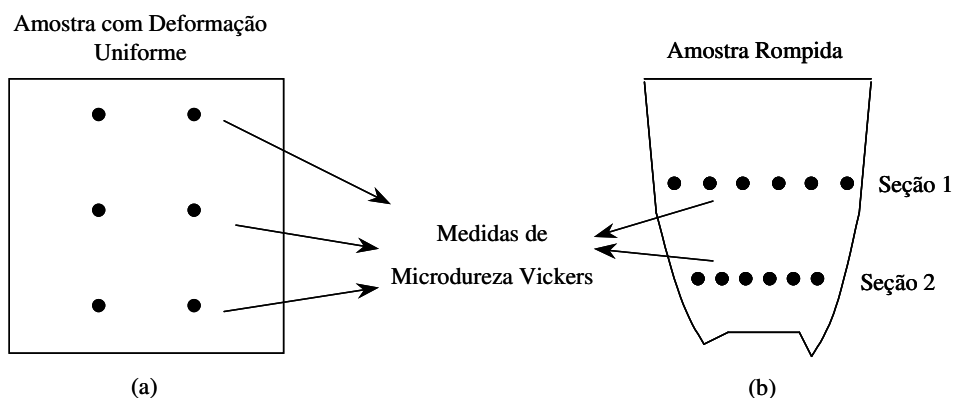 Amostra com Deformação
Uniforme
Amostra Rompida
Seção 1
Medidas de
Microdureza Vickers
Seção 2
(a)
(b)